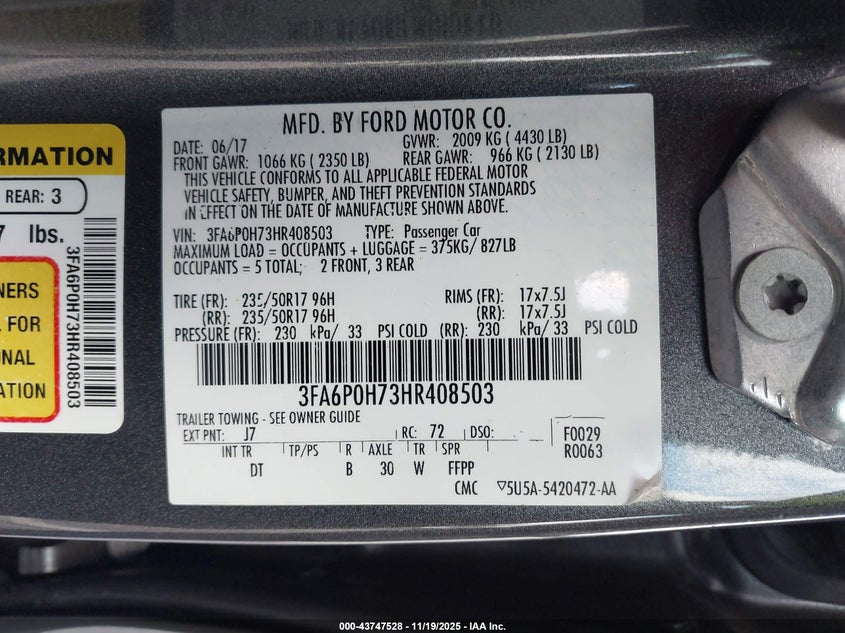 MFD. BY FORD MOTOR CO.
DATE: 06/17 GVWR: 2009 KG (4430 LB)
FRONT GAWR: 1066 KG (2350 LB) REAR GAWR: 966 KG (2130 LB)
THIS VEHICLE CONFORMS TO ALL APPLICABLE FEDERAL MOTOR
VEHICLE SAFETY, BUMPER, AND THEFT PREVENTION STANDARDS
IN EFFECT ON THE DATE OF MANUFACTURE SHOWN ABOVE.
VIN: 3FA6P0H73HR408503 TYPE: Passenger Car
MAXIMUM LOAD = OCCUPANTS + LUGGAGE = 375KG/ 827LB
OCCUPANTS = 5 TOTAL; 2 FRONT, 3 REAR
TIRE (FR): 235/50R17 96H RIMS (FR): 17x7.5J
(RR): 235/50R17 96H (RR): 17x7.5J
PRESSURE (FR): 230 kPa/ 33 PSI COLD (RR): 230 kPa/ 33 PSI COLD
3FA6P0H73HR408503
TRAILER TOWING - SEE OWNER GUIDE
EXT PNT: J7 RC: 72 DSO: F0029
R0063
INT TR TP/PS R AXLE TR SPR
DT B 30 W FFPP
CMC ▽5U5A-5420472-AA
RMATION
REAR: 3
7 lbs.
NERS
L FOR
ONAL
ATION
3FA6P0H73HR408503
000-43747528 - 11/19/2025 - IAA Inc.